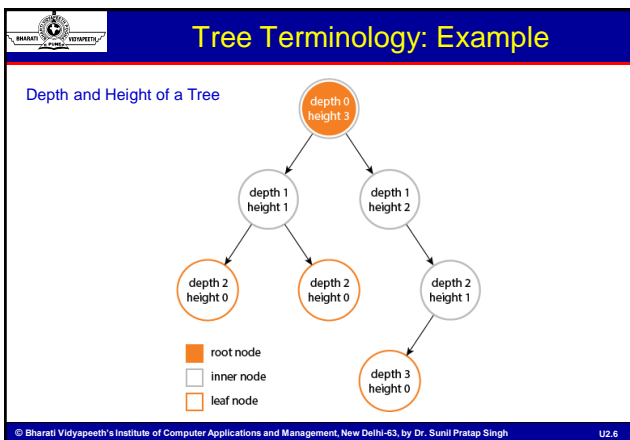 BHARATI VIDYAPEETH
PUNE
Tree Terminology: Example
Depth and Height of a Tree
depth 0
height 3
depth 1
height 1
depth 1
height 2
depth 2
height 0
depth 2
height 0
depth 2
height 1
depth 3
height 0
root node
inner node
leaf node
© Bharati Vidyapeeth's Institute of Computer Applications and Management, New Delhi-63, by Dr. Sunil Pratap Singh
U2.6